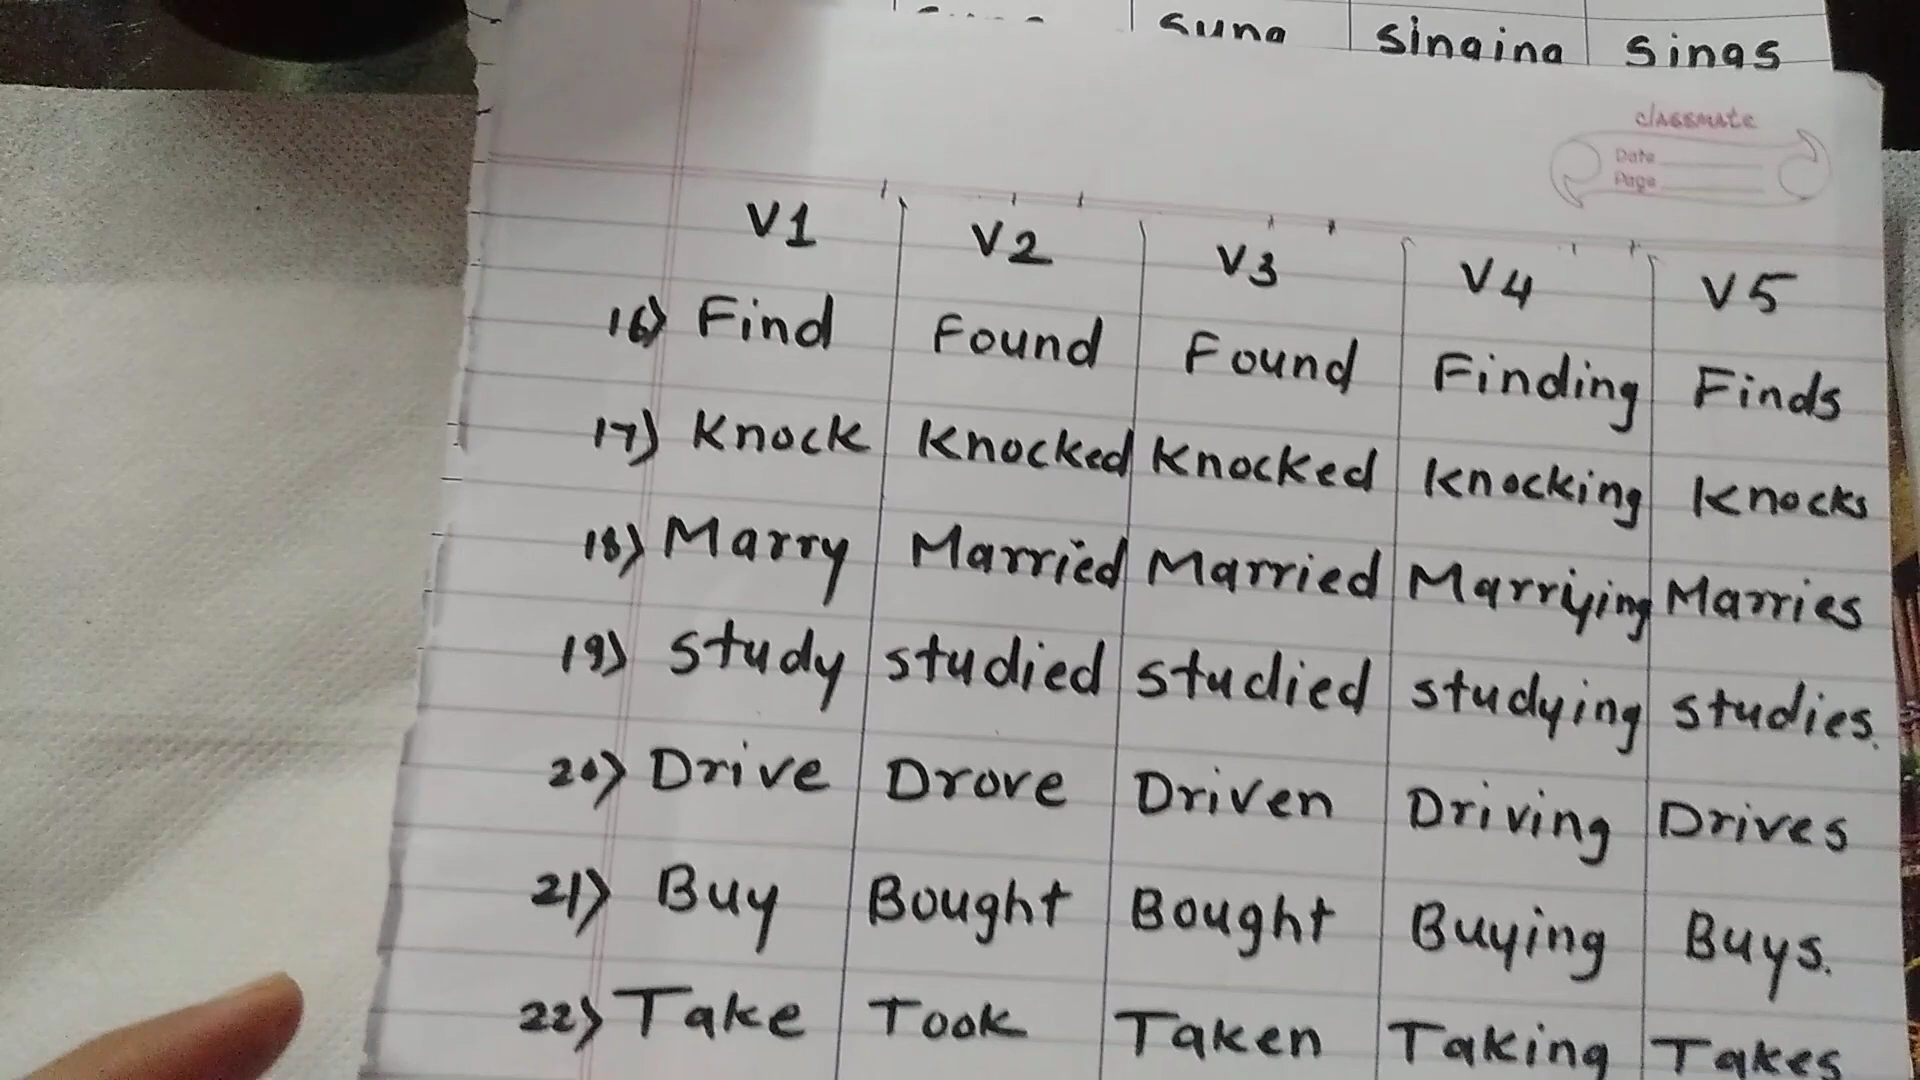 sung singing sings
classmate
Date
Page
V1 V2 V3 V4 V5
16) Find Found Found Finding Finds
17) Knock Knocked Knocked Knocking Knocks
18) Marry Married Married Marriying Marries
19) Study studied studied studying studies.
20) Drive Drove Driven Driving Drives
21) Buy Bought Bought Buying Buys.
22) Take Took Taken Taking Takes